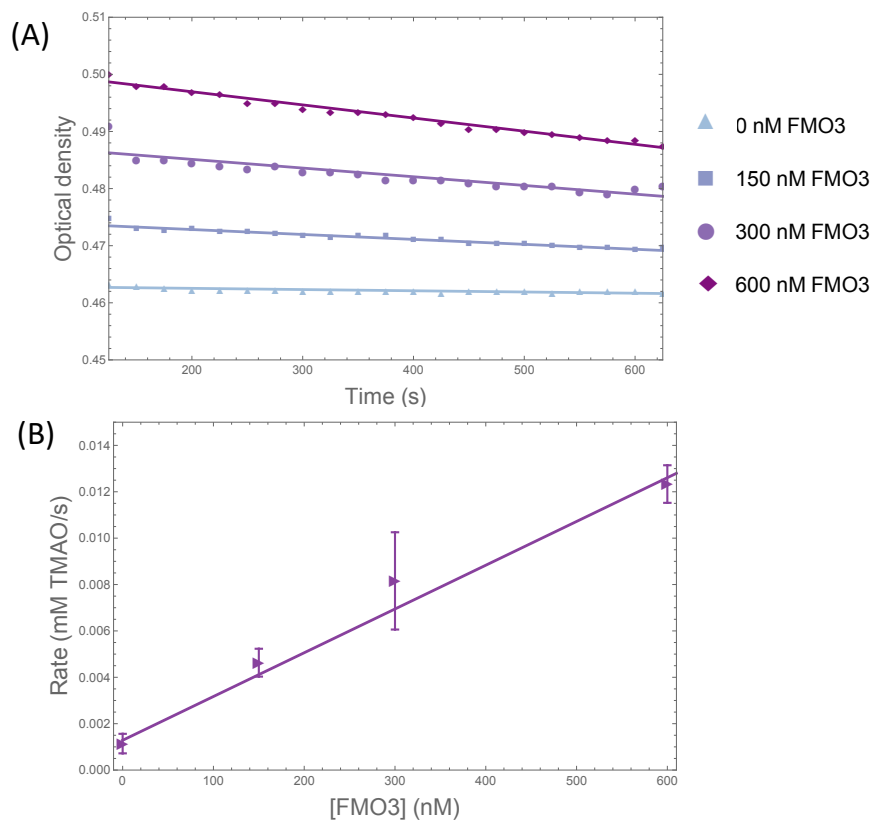 (A)
0.51
0.50
0.49
0.48
0.47
0.46
0.45
Optical density
200
300
400
500
600
Time (s)
0 nM FMO3
150 nM FMO3
300 nM FMO3
600 nM FMO3
(B)
0.014
0.012
0.010
0.008
0.006
0.004
0.002
0.000
Rate (mM TMAO/s)
0
100
200
300
400
500
600
[FMO3] (nM)